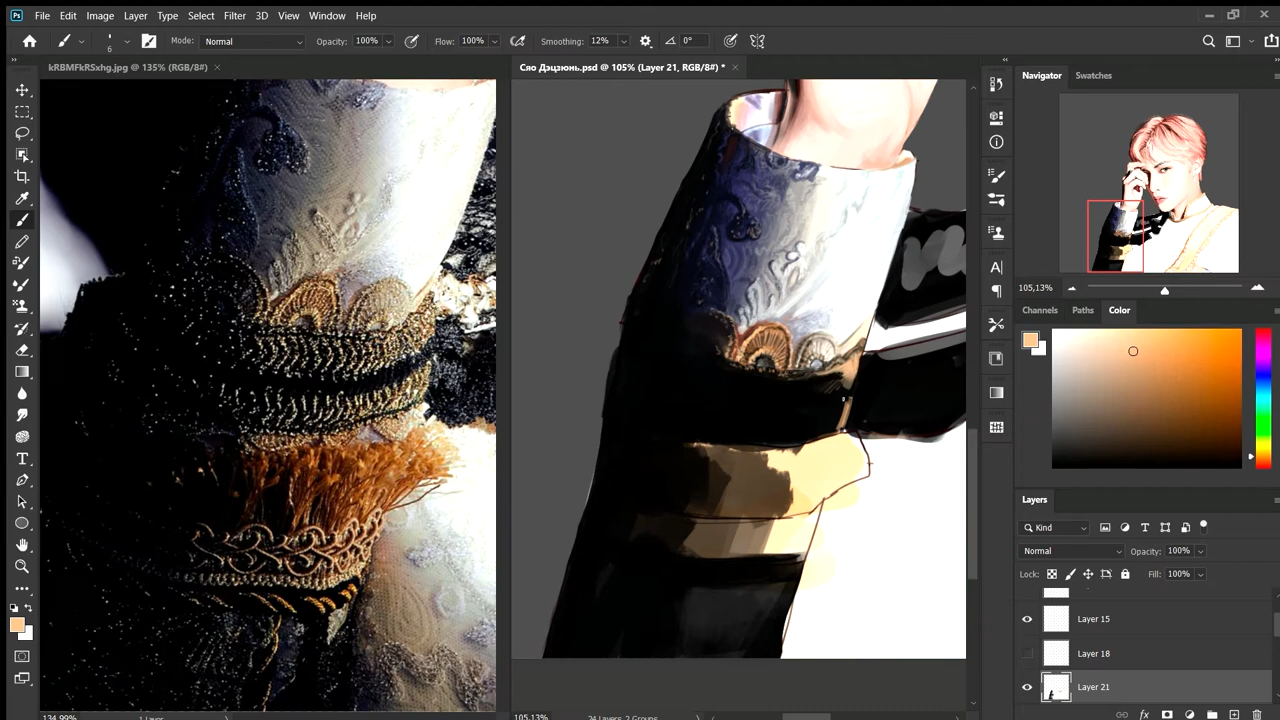 Ps File Edit Image Layer Type Select Filter 3D View Window Help
6 Mode: Normal Opacity: 100% Flow: 100% Smoothing: 12% 0°
kRBMFkRSxhg.jpg @ 135% (RGB/8#) ×
Сяо Дэцзюнь.psd @ 105% (Layer 21, RGB/8#) * ×
Navigator Swatches
105,13%
Channels Paths Color
Layers
Kind
Normal Opacity: 100%
Lock: Fill: 100%
Layer 15
Layer 18
Layer 21
fx
134,99% 1 Layer
105,13% 24 Layers, 2 Groups